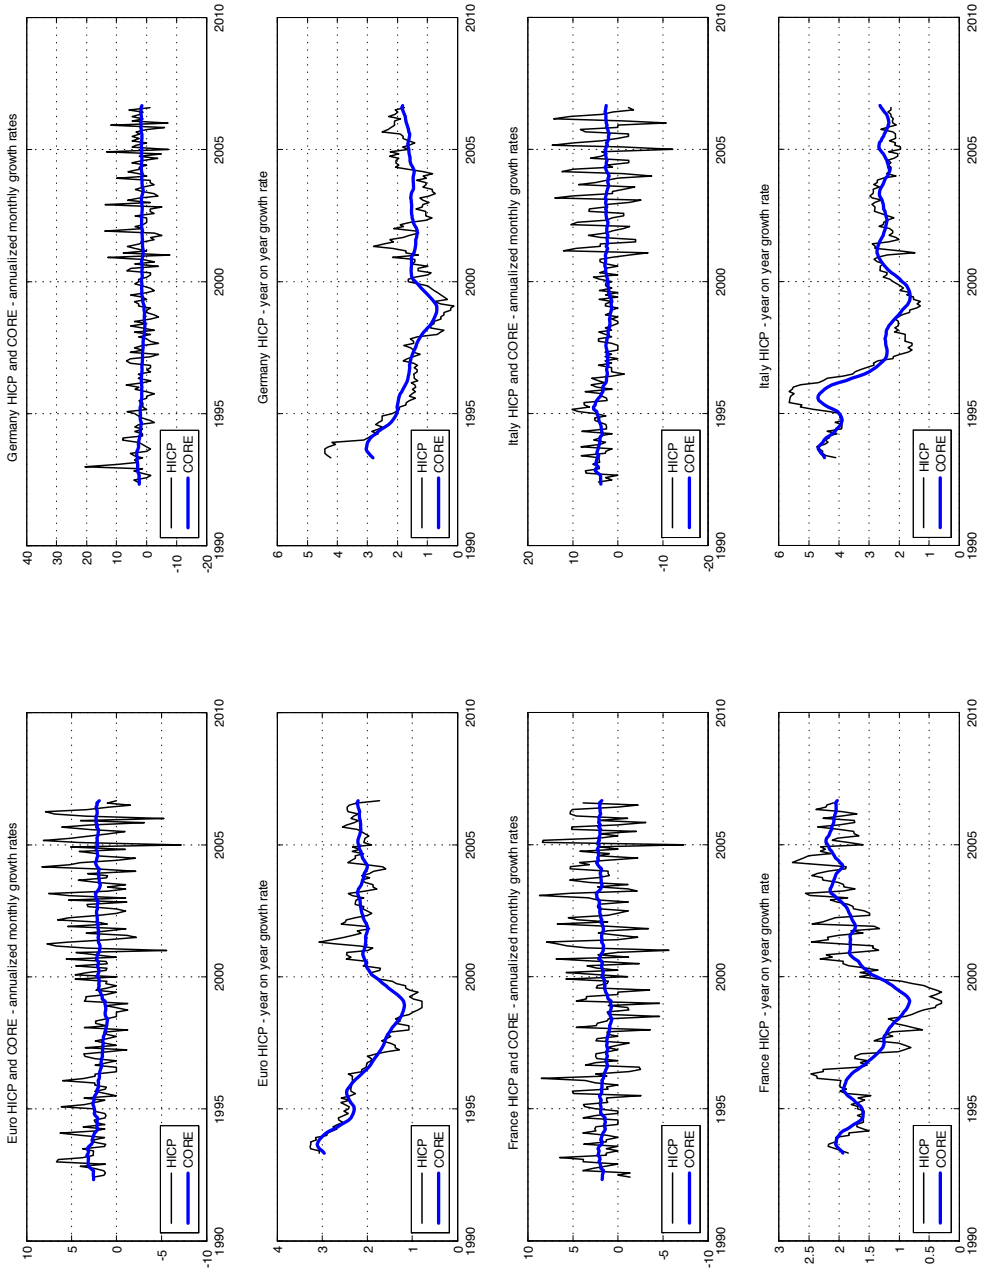 Euro HICP and CORE - annualized monthly growth rates
10
5
0
-5
-10
HICP
CORE
1990 1995 2000 2005 2010
Germany HICP and CORE - annualized monthly growth rates
40
30
20
10
0
-10
-20
HICP
CORE
1990 1995 2000 2005 2010
Euro HICP - year on year growth rate
4
3
2
1
0
HICP
CORE
1990 1995 2000 2005 2010
Germany HICP - year on year growth rate
6
5
4
3
2
1
0
HICP
CORE
1990 1995 2000 2005 2010
France HICP and CORE - annualized monthly growth rates
10
5
0
-5
-10
HICP
CORE
1990 1995 2000 2005 2010
Italy HICP and CORE - annualized monthly growth rates
20
10
0
-10
-20
HICP
CORE
1990 1995 2000 2005 2010
France HICP - year on year growth rate
3
2.5
2
1.5
1
0.5
0
HICP
CORE
1990 1995 2000 2005 2010
Italy HICP - year on year growth rate
6
5
4
3
2
1
0
HICP
CORE
1990 1995 2000 2005 2010